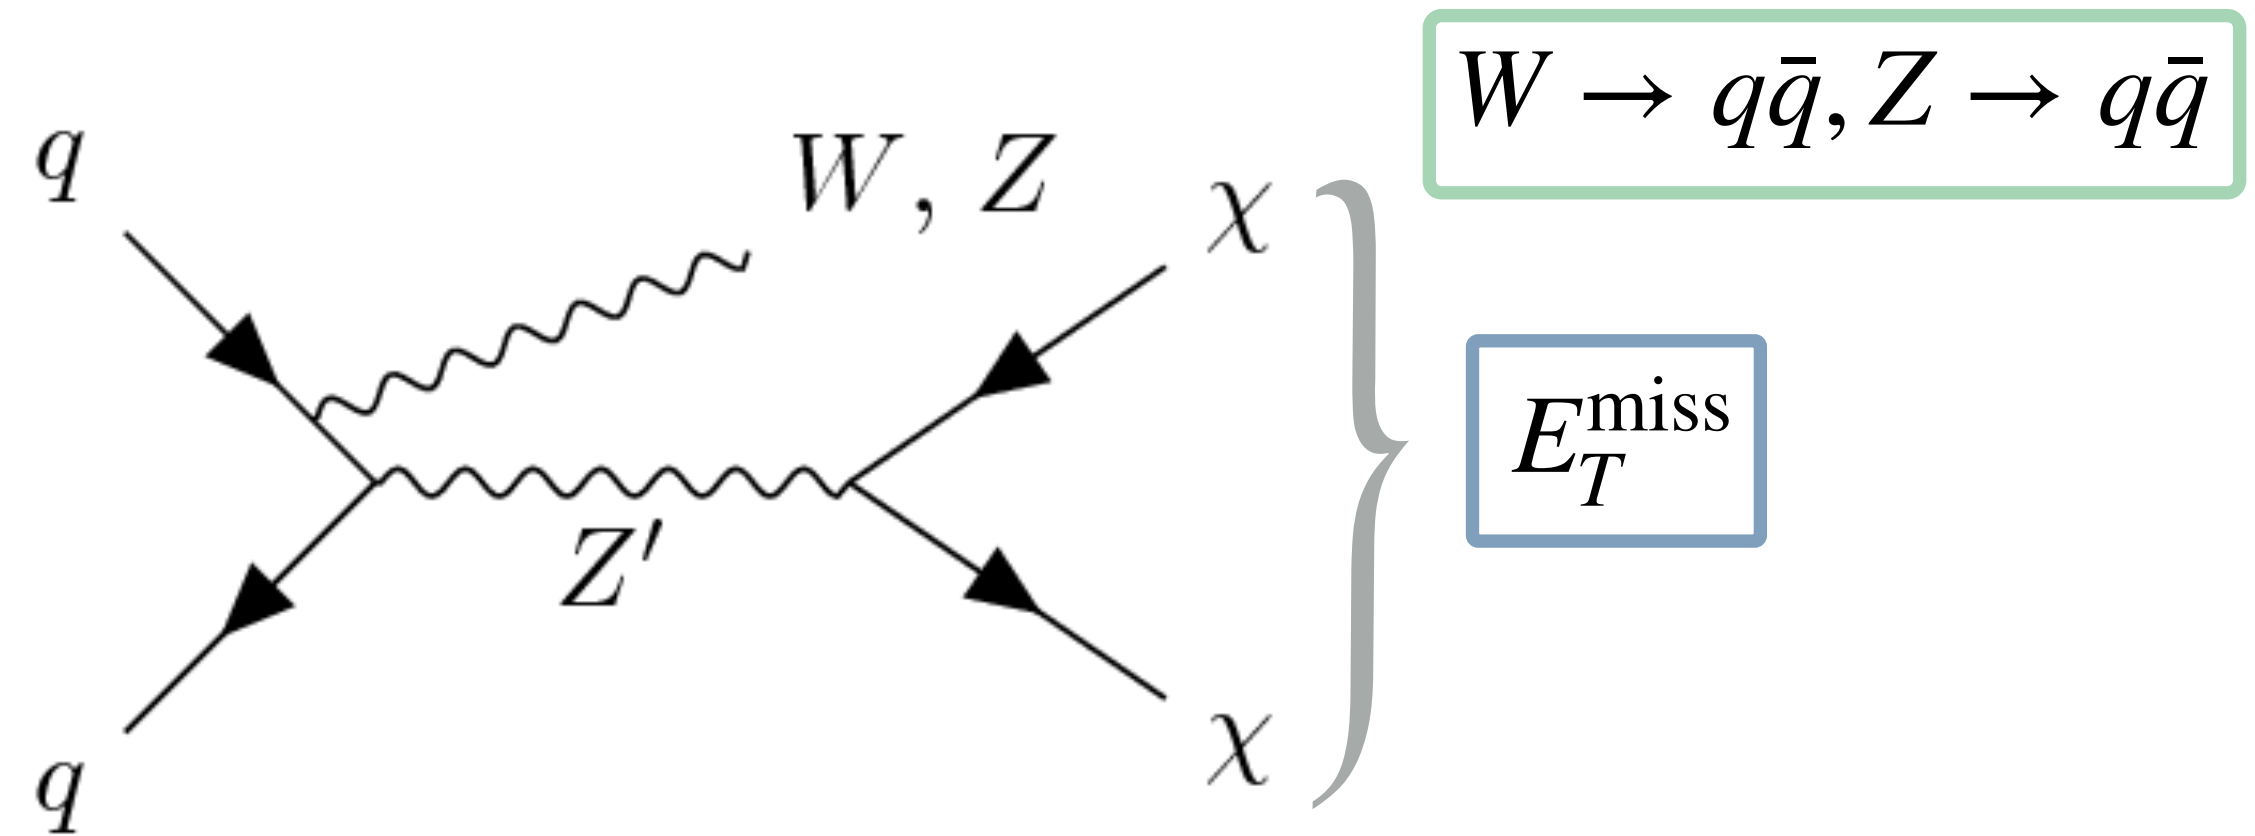 W → qq̄, Z → qq̄
q
W, Z
χ
E_T^miss
Z′
χ
q